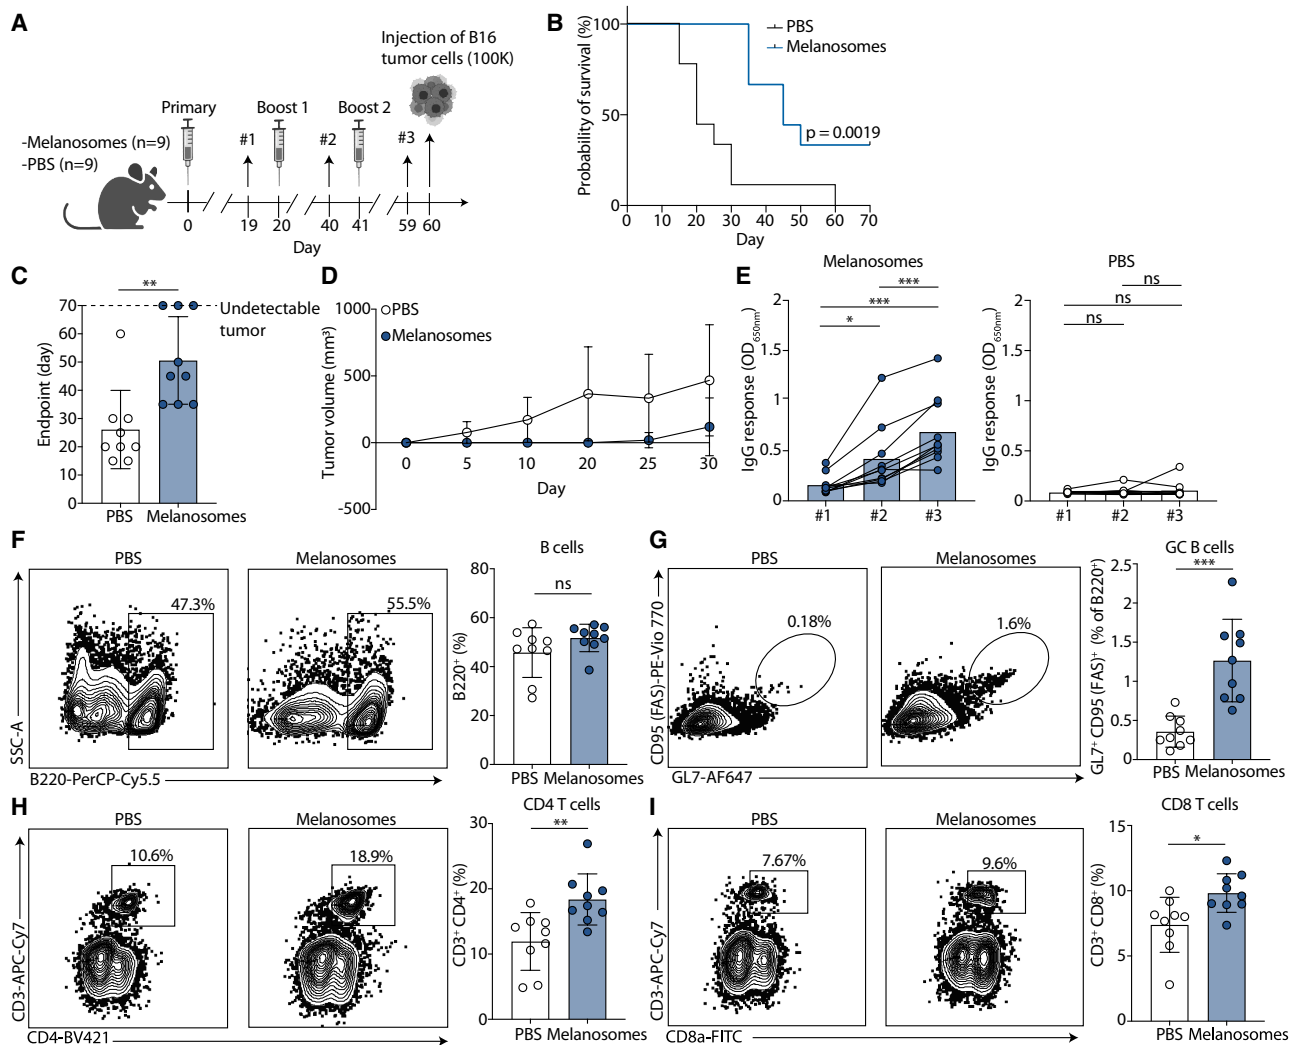 A
Injection of B16
tumor cells (100K)
Primary
Boost 1
Boost 2
#1
#2
#3
-Melanosomes (n=9)
-PBS (n=9)
0
19
20
40
41
59
60
Day
B
Probability of survival (%)
100
50
0
PBS
Melanosomes
p = 0.0019
0 10 20 30 40 50 60 70
Day
C
Endpoint (day)
**
70
60
50
40
30
20
10
0
Undetectable
tumor
PBS Melanosomes
D
Tumor volume (mm³)
1000
500
0
-500
PBS
Melanosomes
0 5 10 20 25 30
Day
E
Melanosomes
***
***
*
IgG response (OD650nm)
2
1.5
1
0.5
0
#1 #2 #3
PBS
ns
ns
ns
IgG response (OD650nm)
2
1.5
1
0.5
0
#1 #2 #3
F
PBS
47.3%
Melanosomes
55.5%
SSC-A
B220-PerCP-Cy5.5
B cells
ns
B220⁺ (%)
80
60
40
20
0
PBS Melanosomes
G
PBS
0.18%
Melanosomes
1.6%
CD95 (FAS)-PE-Vio 770
GL7-AF647
GC B cells
***
GL7⁺ CD95 (FAS)⁺ (% of B220⁺)
2.5
2
1.5
1
0.5
0
PBS Melanosomes
H
PBS
10.6%
Melanosomes
18.9%
CD3-APC-Cy7
CD4-BV421
CD4 T cells
**
CD3⁺ CD4⁺ (%)
30
20
10
0
PBS Melanosomes
I
PBS
7.67%
Melanosomes
9.6%
CD3-APC-Cy7
CD8a-FITC
CD8 T cells
*
CD3⁺ CD8⁺ (%)
15
10
5
0
PBS Melanosomes